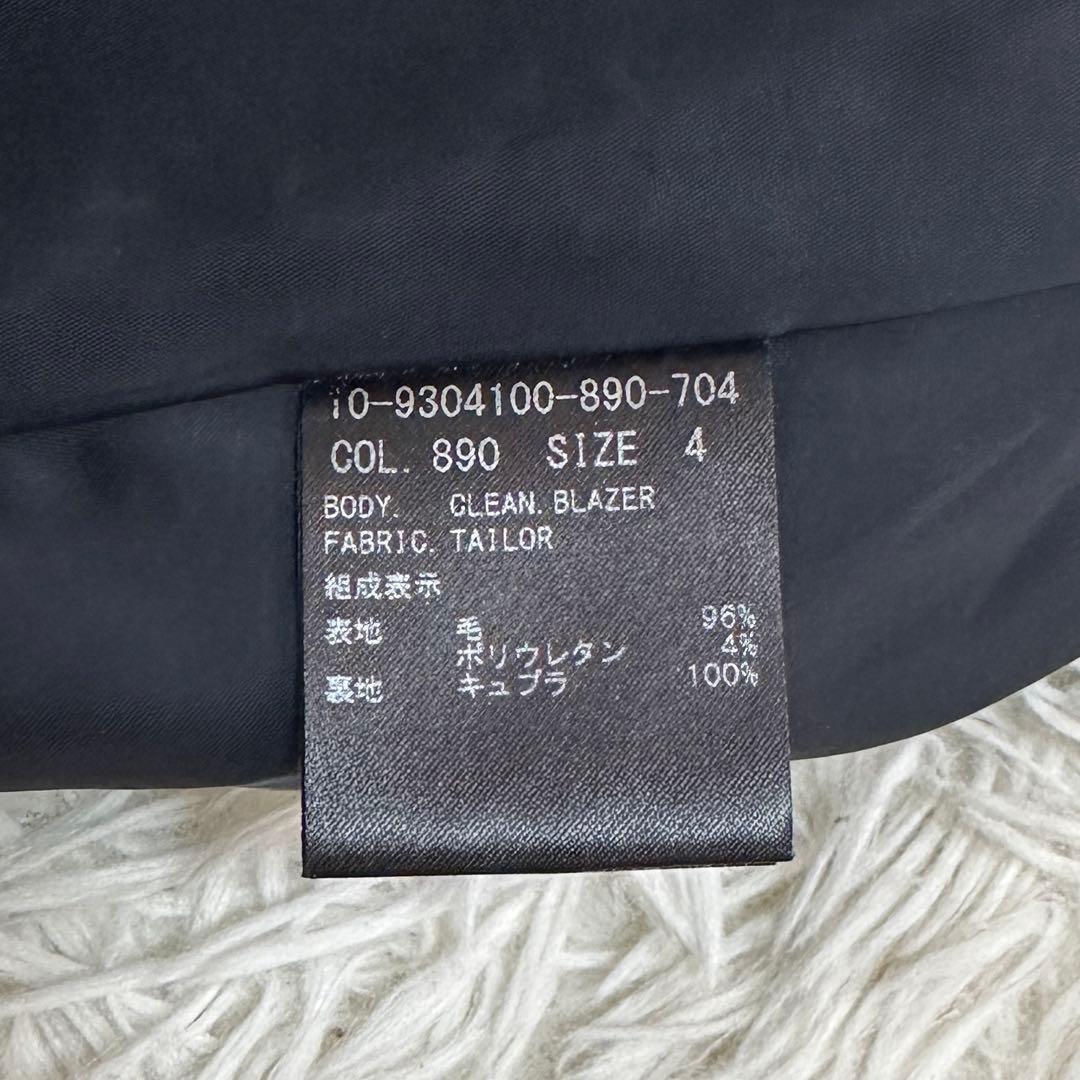 10-9304100-890-704
COL. 890 SIZE 4
BODY. CLEAN. BLAZER
FABRIC. TAILOR
組成表示
表地 毛 96%
ポリウレタン 4%
裏地 キュプラ 100%